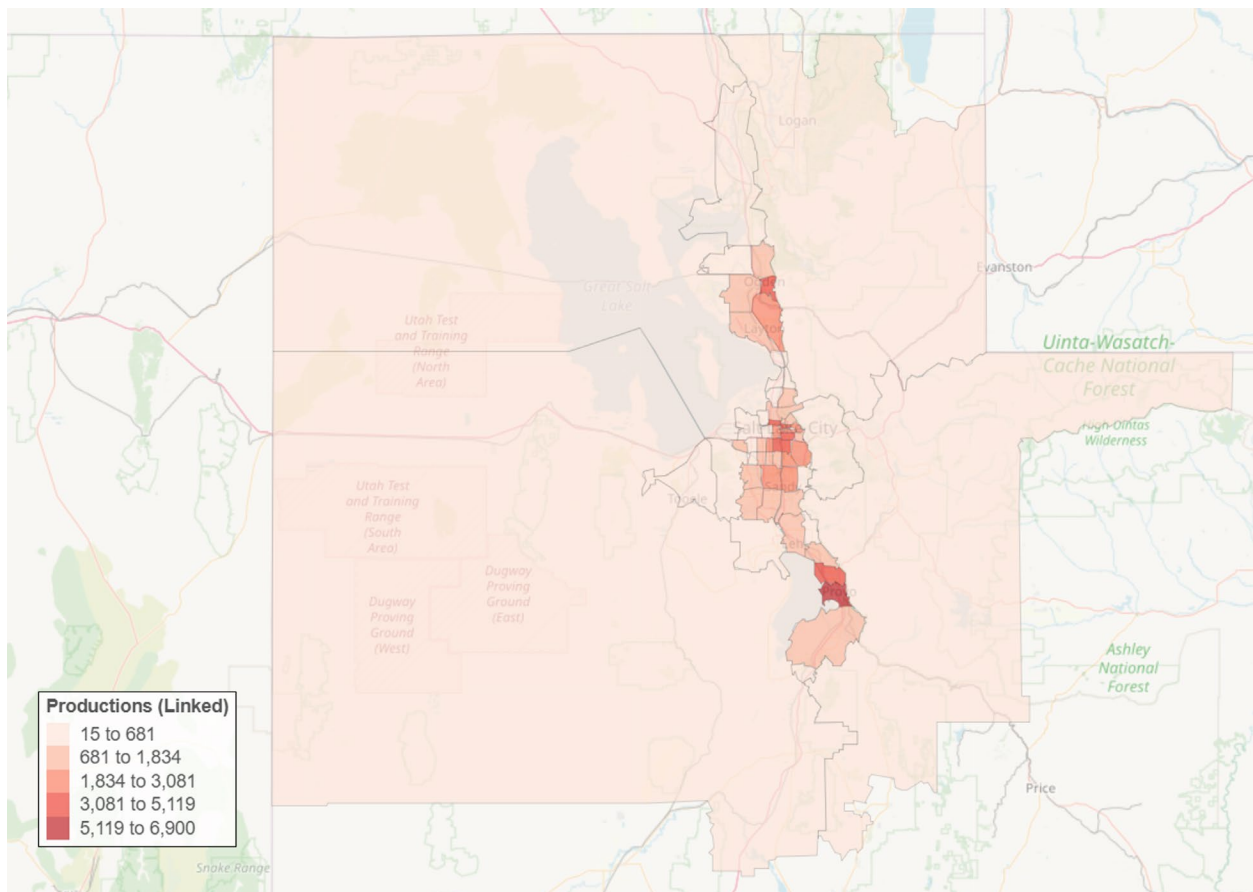 Logan
Evanston
Great Salt
Lake
Ogden
Utah Test
and Training
Range
(North
Area)
Layton
Uinta-Wasatch-
Cache National
Forest
High Uintas
Wilderness
Salt Lake City
Utah Test
and Training
Range
(South
Area)
Tooele
Sandy
Lehi
Dugway
Proving
Ground
(East)
Dugway
Proving
Ground
(West)
Provo
Ashley
National
Forest
Productions (Linked)
15 to 681
681 to 1,834
1,834 to 3,081
3,081 to 5,119
5,119 to 6,900
Price
Snake Range